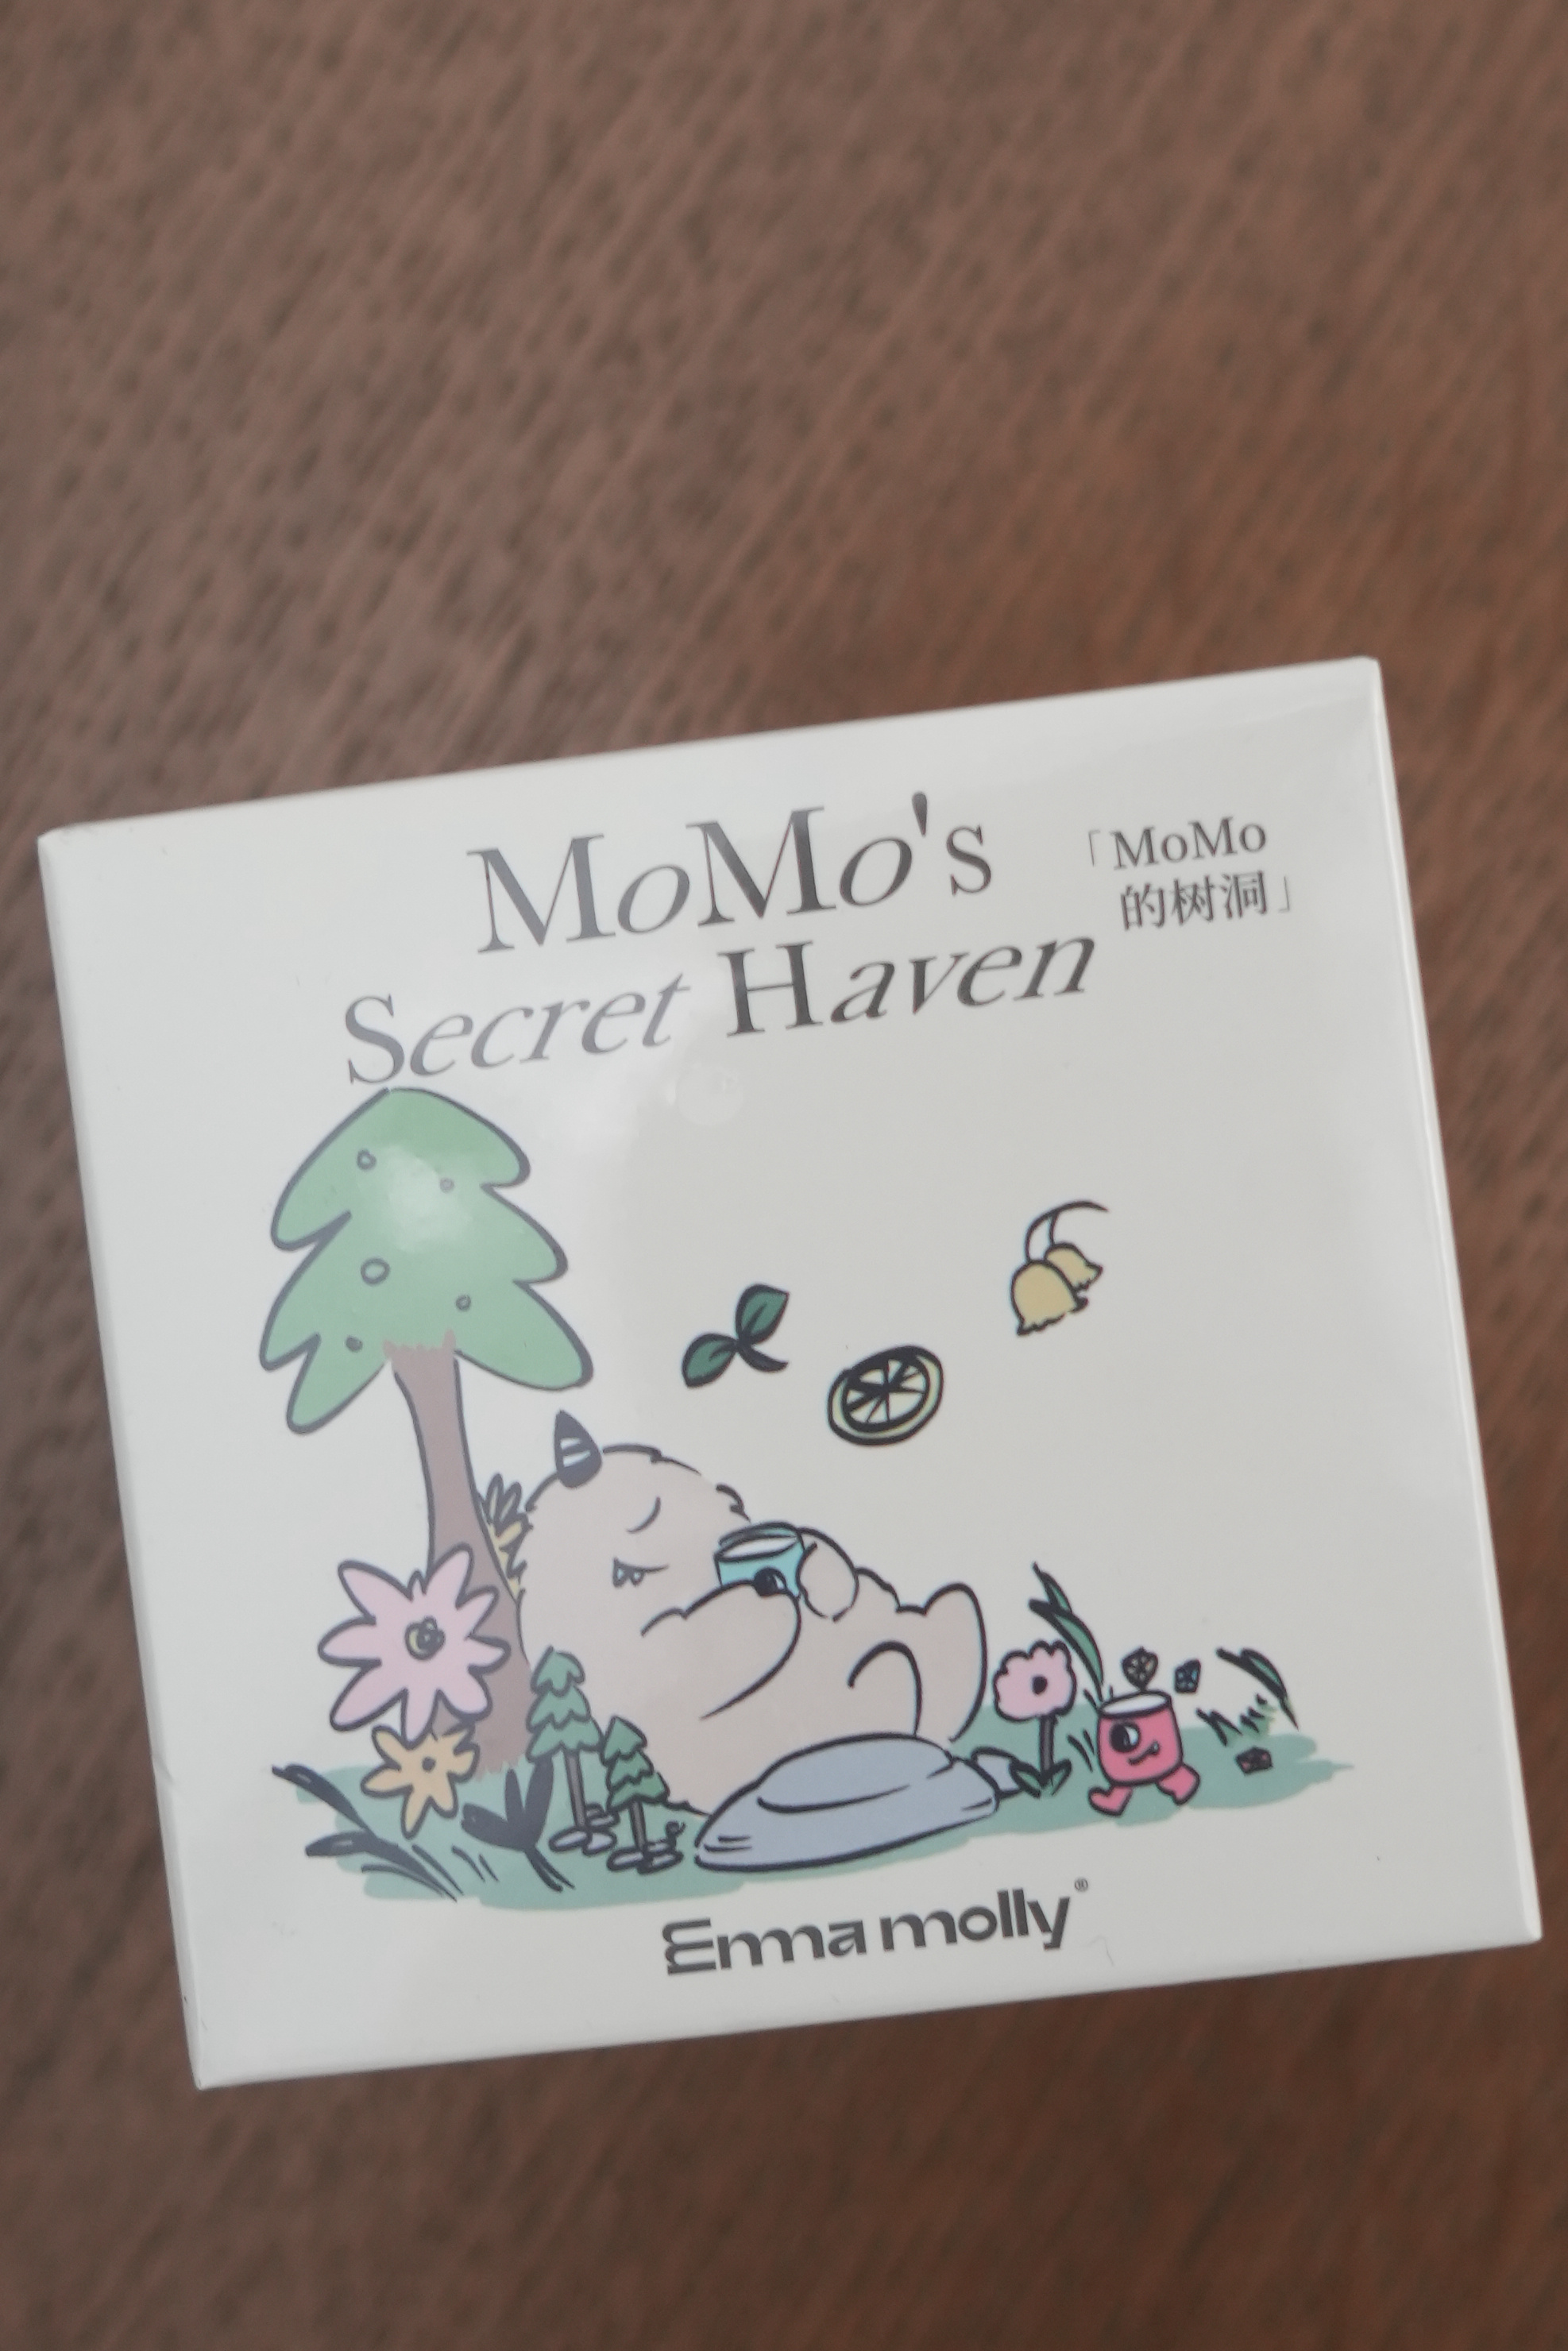 MoMo's
Secret Haven
「MoMo
的树洞」
Emma molly®